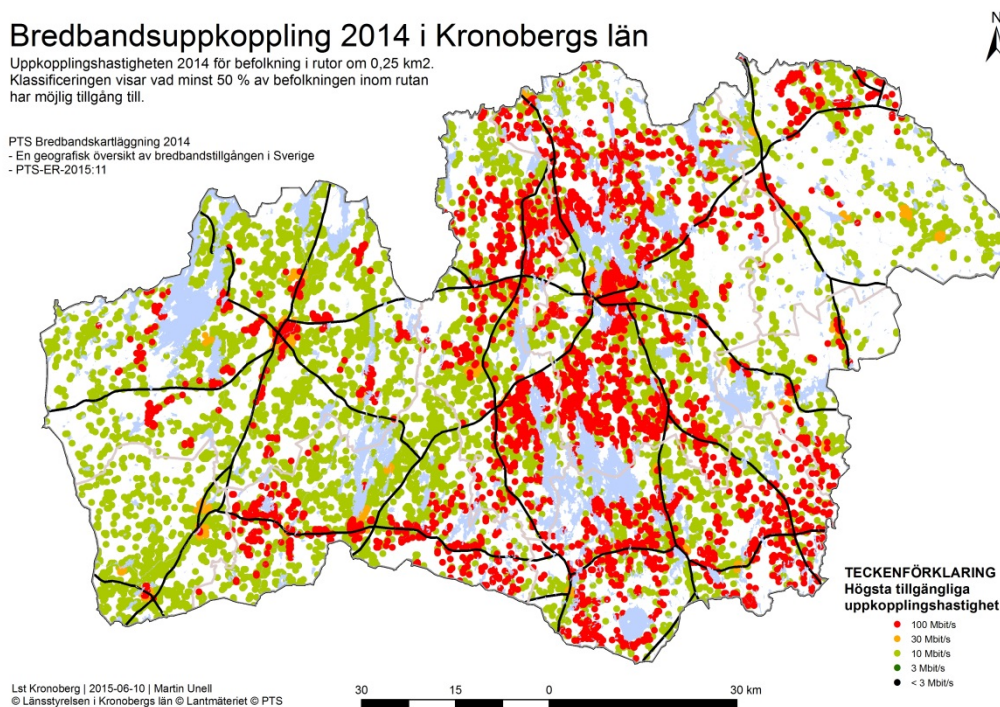 Bredbandsuppkoppling 2014 i Kronobergs län
Uppkopplingshastigheten 2014 för befolkning i rutor om 0,25 km2.
Klassificeringen visar vad minst 50 % av befolkningen inom rutan
har möjlig tillgång till.
PTS Bredbandskartläggning 2014
- En geografisk översikt av bredbandstillgången i Sverige
- PTS-ER-2015:11
N
TECKENFÖRKLARING
Högsta tillgängliga
uppkopplingshastighet
100 Mbit/s
30 Mbit/s
10 Mbit/s
3 Mbit/s
< 3 Mbit/s
Lst Kronoberg | 2015-06-10 | Martin Unell
© Länsstyrelsen i Kronobergs län © Lantmäteriet © PTS
30 15 0 30 km